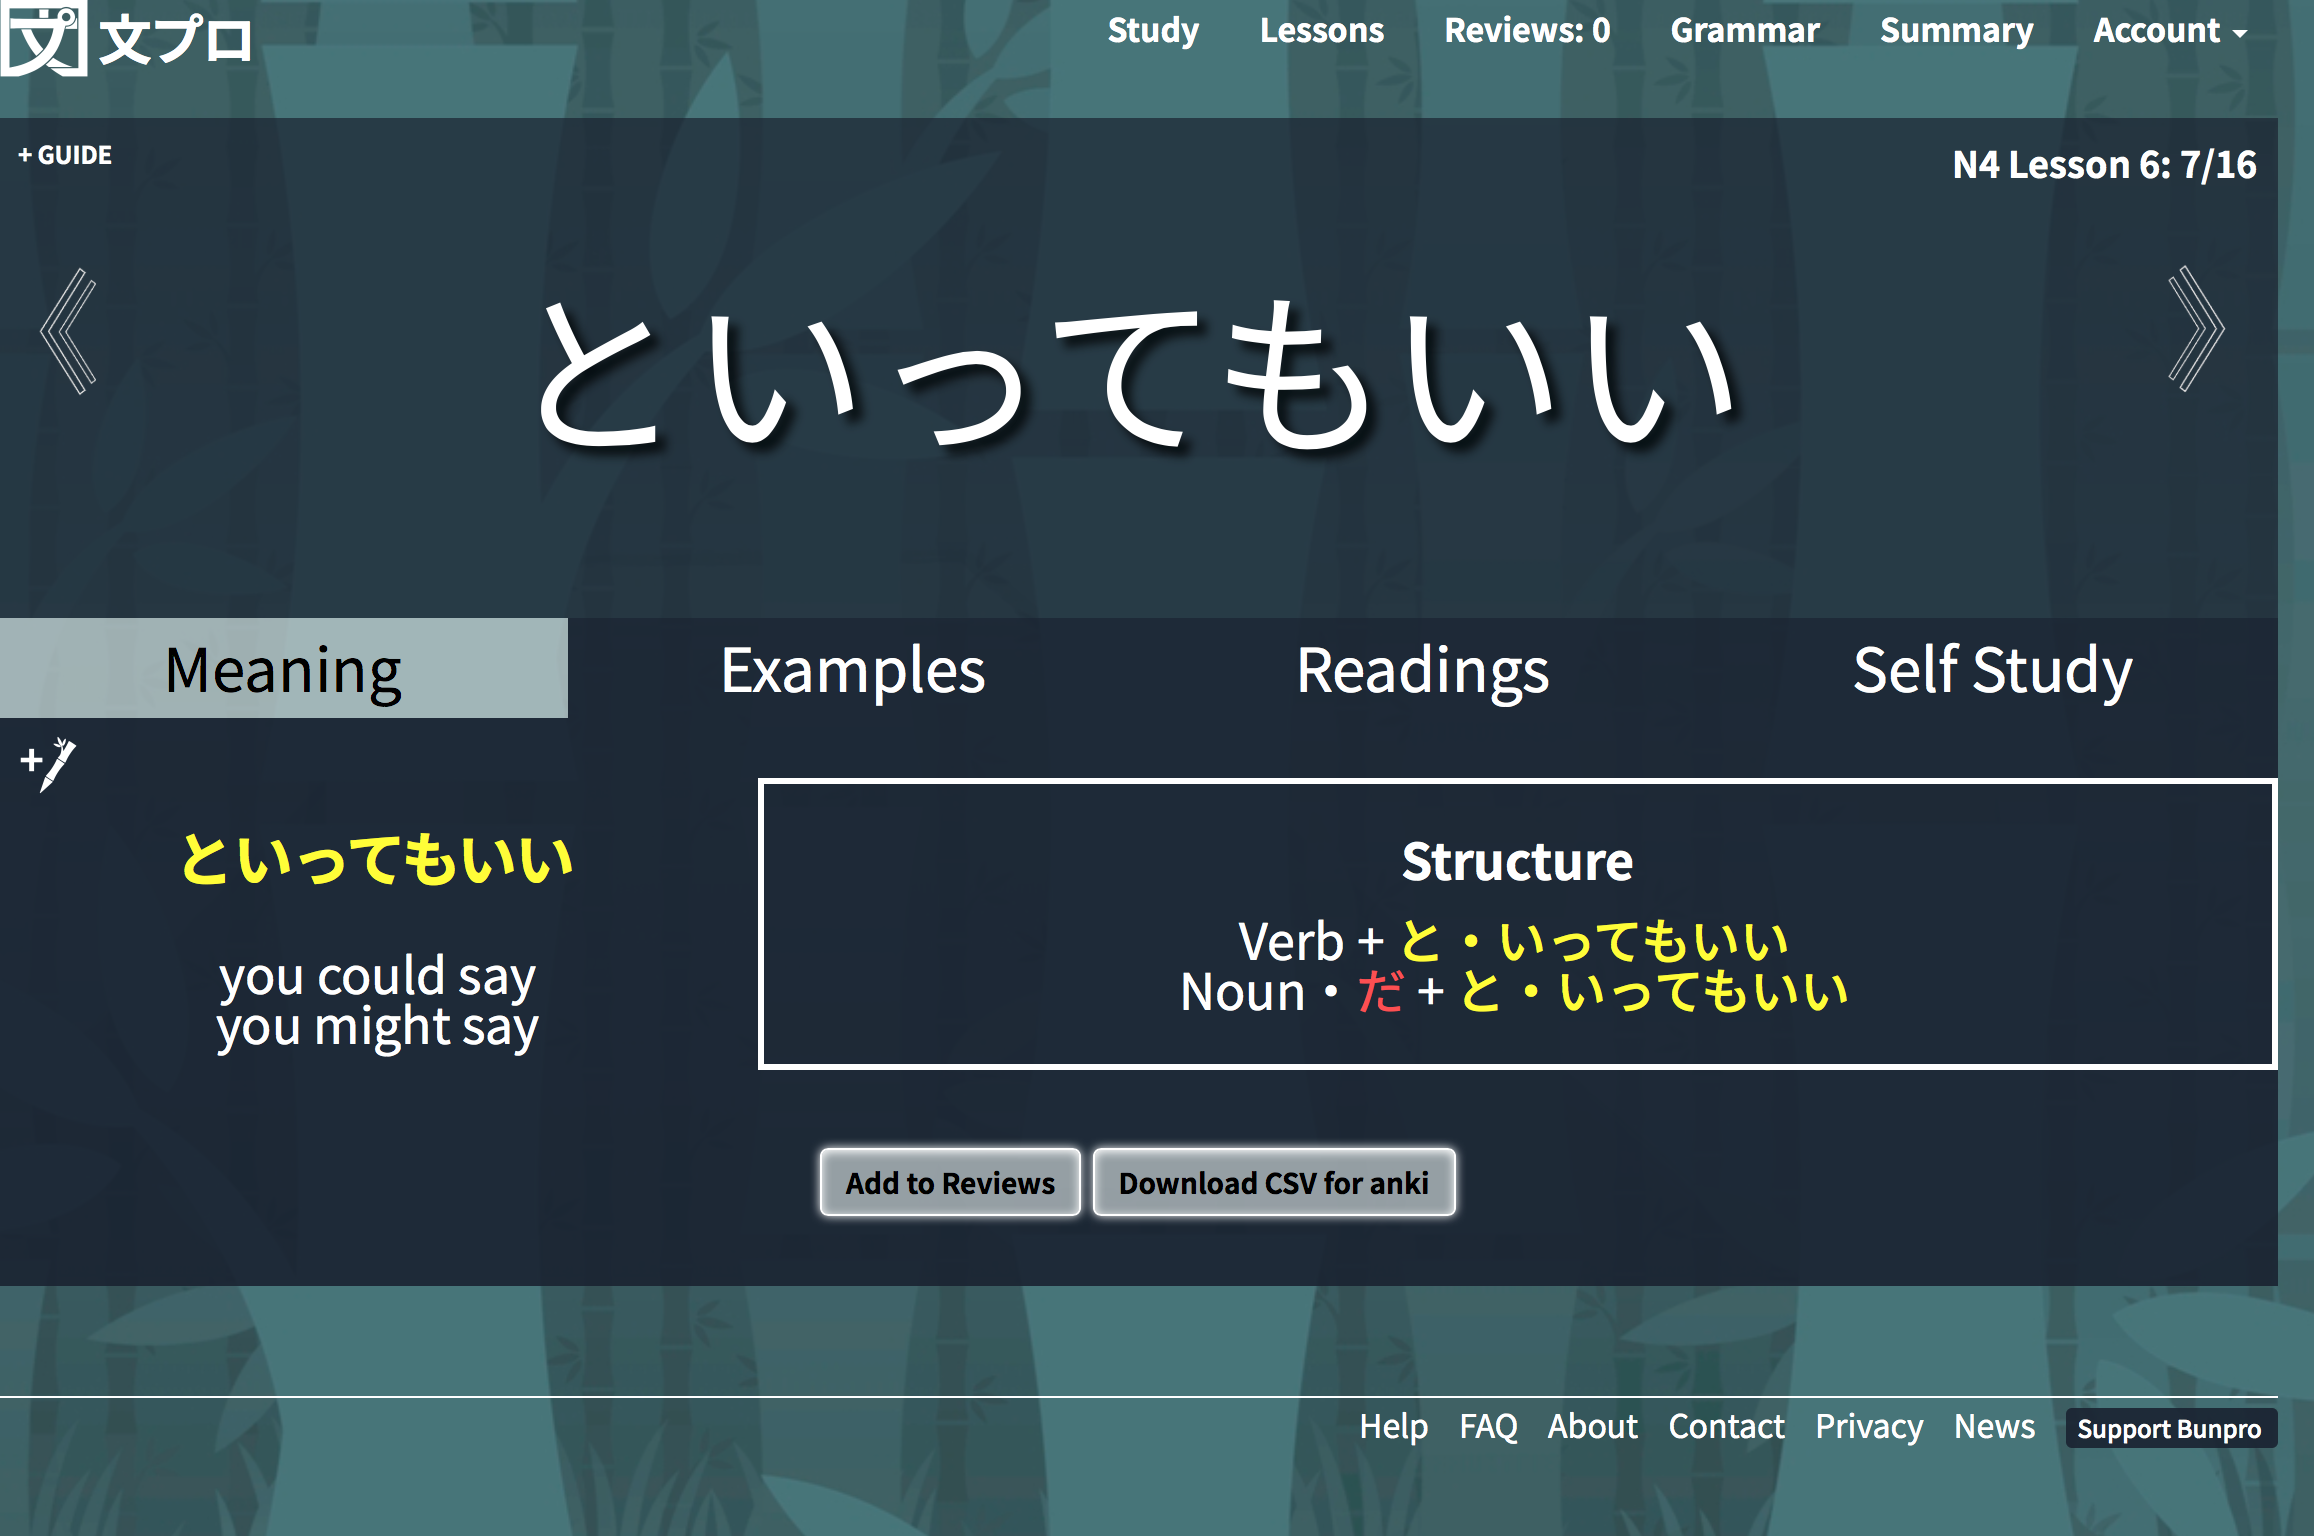 文プロ
Study Lessons Reviews: 0 Grammar Summary Account
+ GUIDE
N4 Lesson 6: 7/16
といってもいい
Meaning Examples Readings Self Study
+
といってもいい
you could say
you might say
Structure
Verb + と・いってもいい
Noun・だ + と・いってもいい
Add to Reviews Download CSV for anki
Help FAQ About Contact Privacy News Support Bunpro